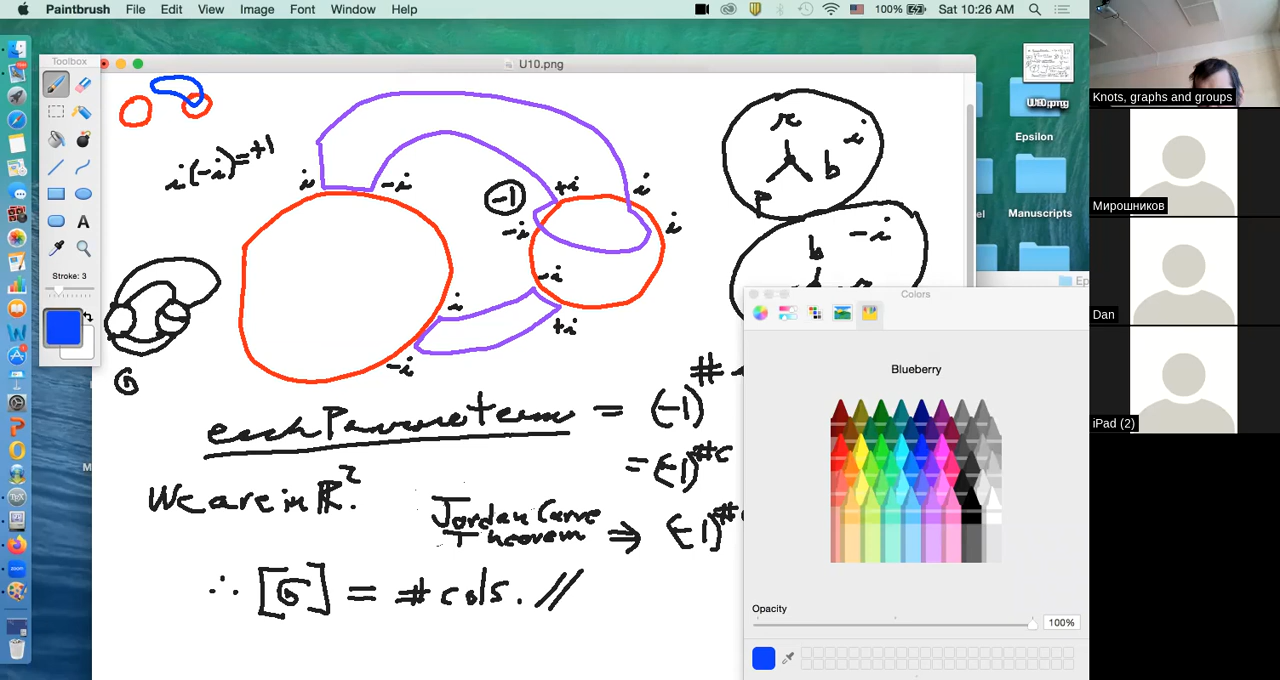 Paintbrush File Edit View Image Font Window Help
100% Sat 10:26 AM
U10.png
Toolbox
Stroke: 3
i(-i)=+1
i -i
-1 +i i
-i i
-i
i
+i
-i
r i
p b
b -i
G
each Penrose term = (-1)#
= (-1)#c
We are in R2.
Jordan Curve
Theorem ⇒ (-1)#
∴ [G] = # cols. //
Epsilon
U10.png
Manuscripts
Colors
Blueberry
Opacity
100%
Knots, graphs and groups
Мирошников
Dan
iPad (2)